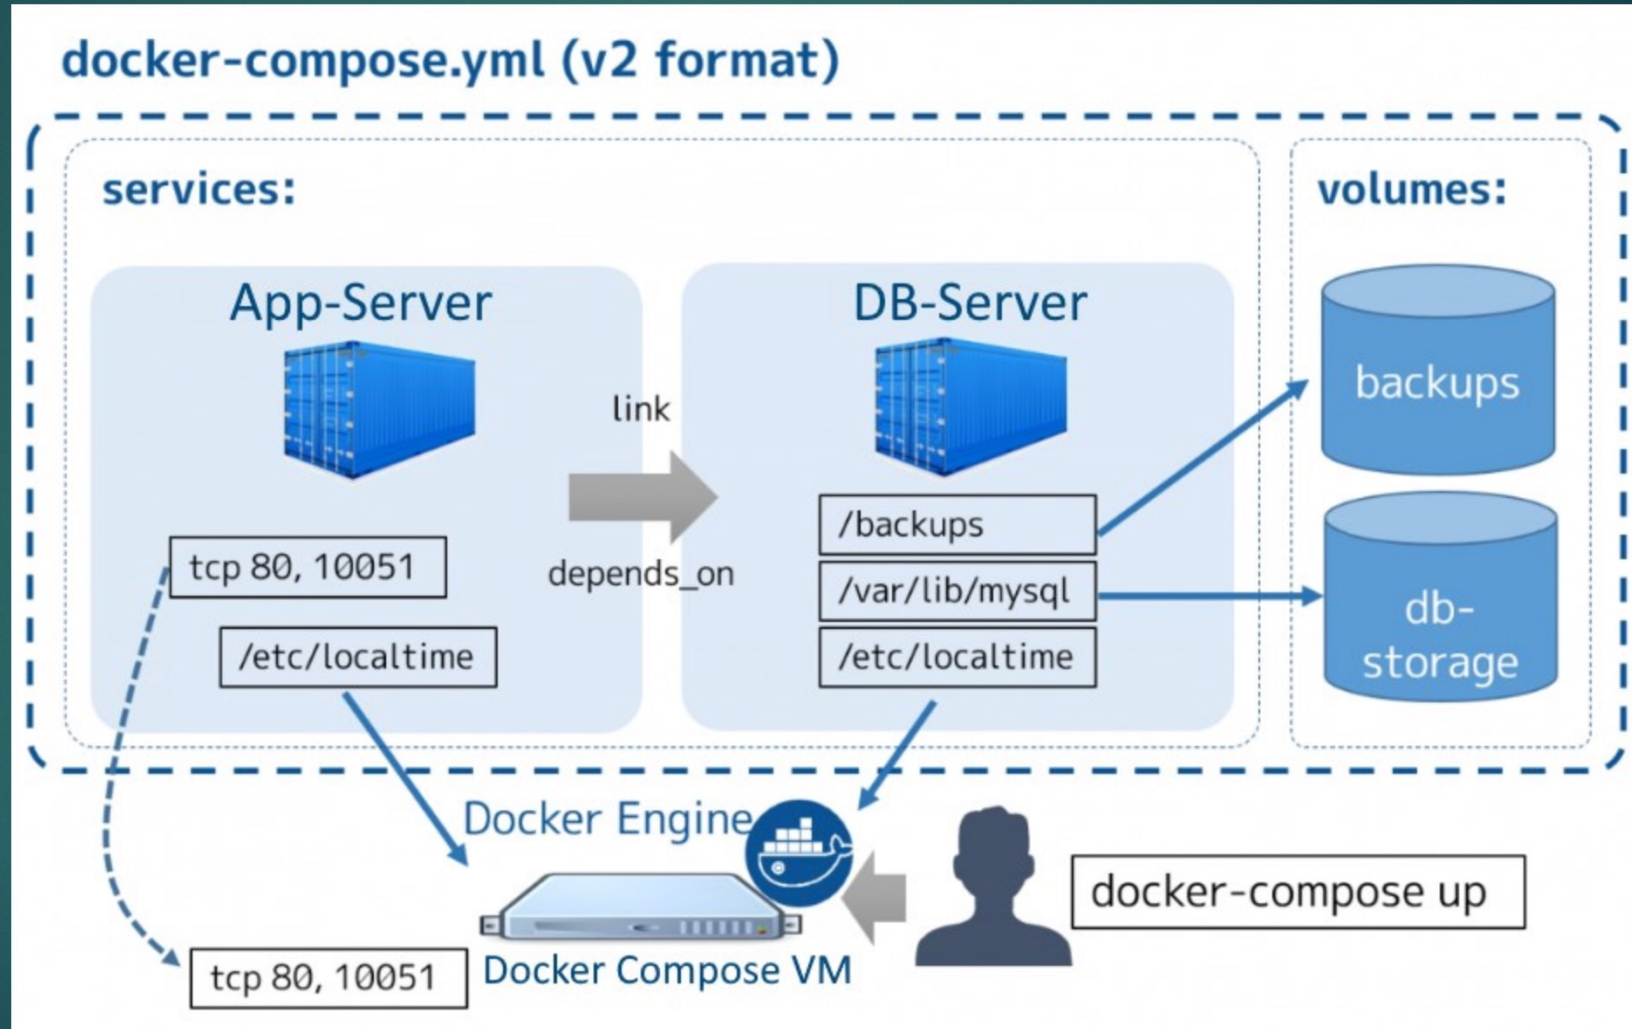 docker-compose.yml (v2 format)
services:
volumes:
App-Server
DB-Server
backups
link
/backups
tcp 80, 10051
depends_on
/var/lib/mysql
db-
storage
/etc/localtime
/etc/localtime
Docker Engine
docker-compose up
tcp 80, 10051
Docker Compose VM